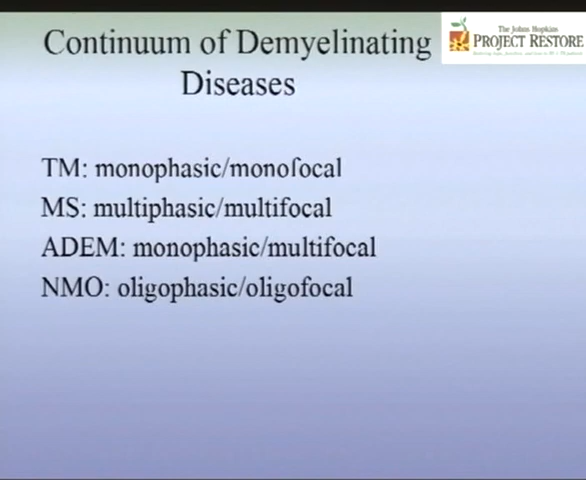 Continuum of Demyelinating
Diseases
The Johns Hopkins
PROJECT RESTORE
TM: monophasic/monofocal
MS: multiphasic/multifocal
ADEM: monophasic/multifocal
NMO: oligophasic/oligofocal